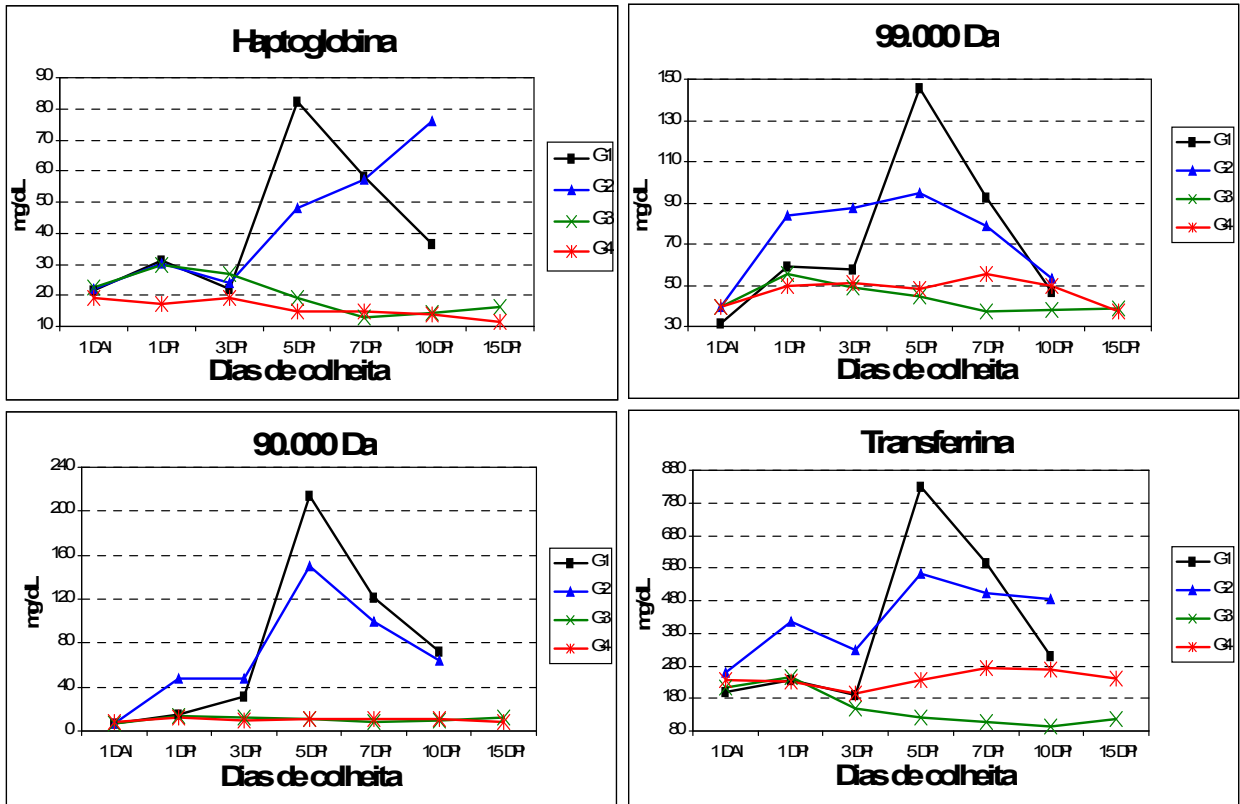 Haptoglobina
90
80
70
60
50
40
30
20
10
mg/dL
1 DAI 1 DPI 3 DPI 5 DPI 7 DPI 10 DPI 15 DPI
Dias de colheita
G1
G2
G3
G4
99.000 Da
150
130
110
90
70
50
30
mg/dL
1 DAI 1 DPI 3 DPI 5 DPI 7 DPI 10 DPI 15 DPI
Dias de colheita
G1
G2
G3
G4
90.000 Da
240
200
160
120
80
40
0
mg/dL
1 DAI 1 DPI 3 DPI 5 DPI 7 DPI 10 DPI 15 DPI
Dias de colheita
G1
G2
G3
G4
Transferrina
880
780
680
580
480
380
280
180
80
mg/dL
1 DAI 1 DPI 3 DPI 5 DPI 7 DPI 10 DPI 15 DPI
Dias de colheita
G1
G2
G3
G4